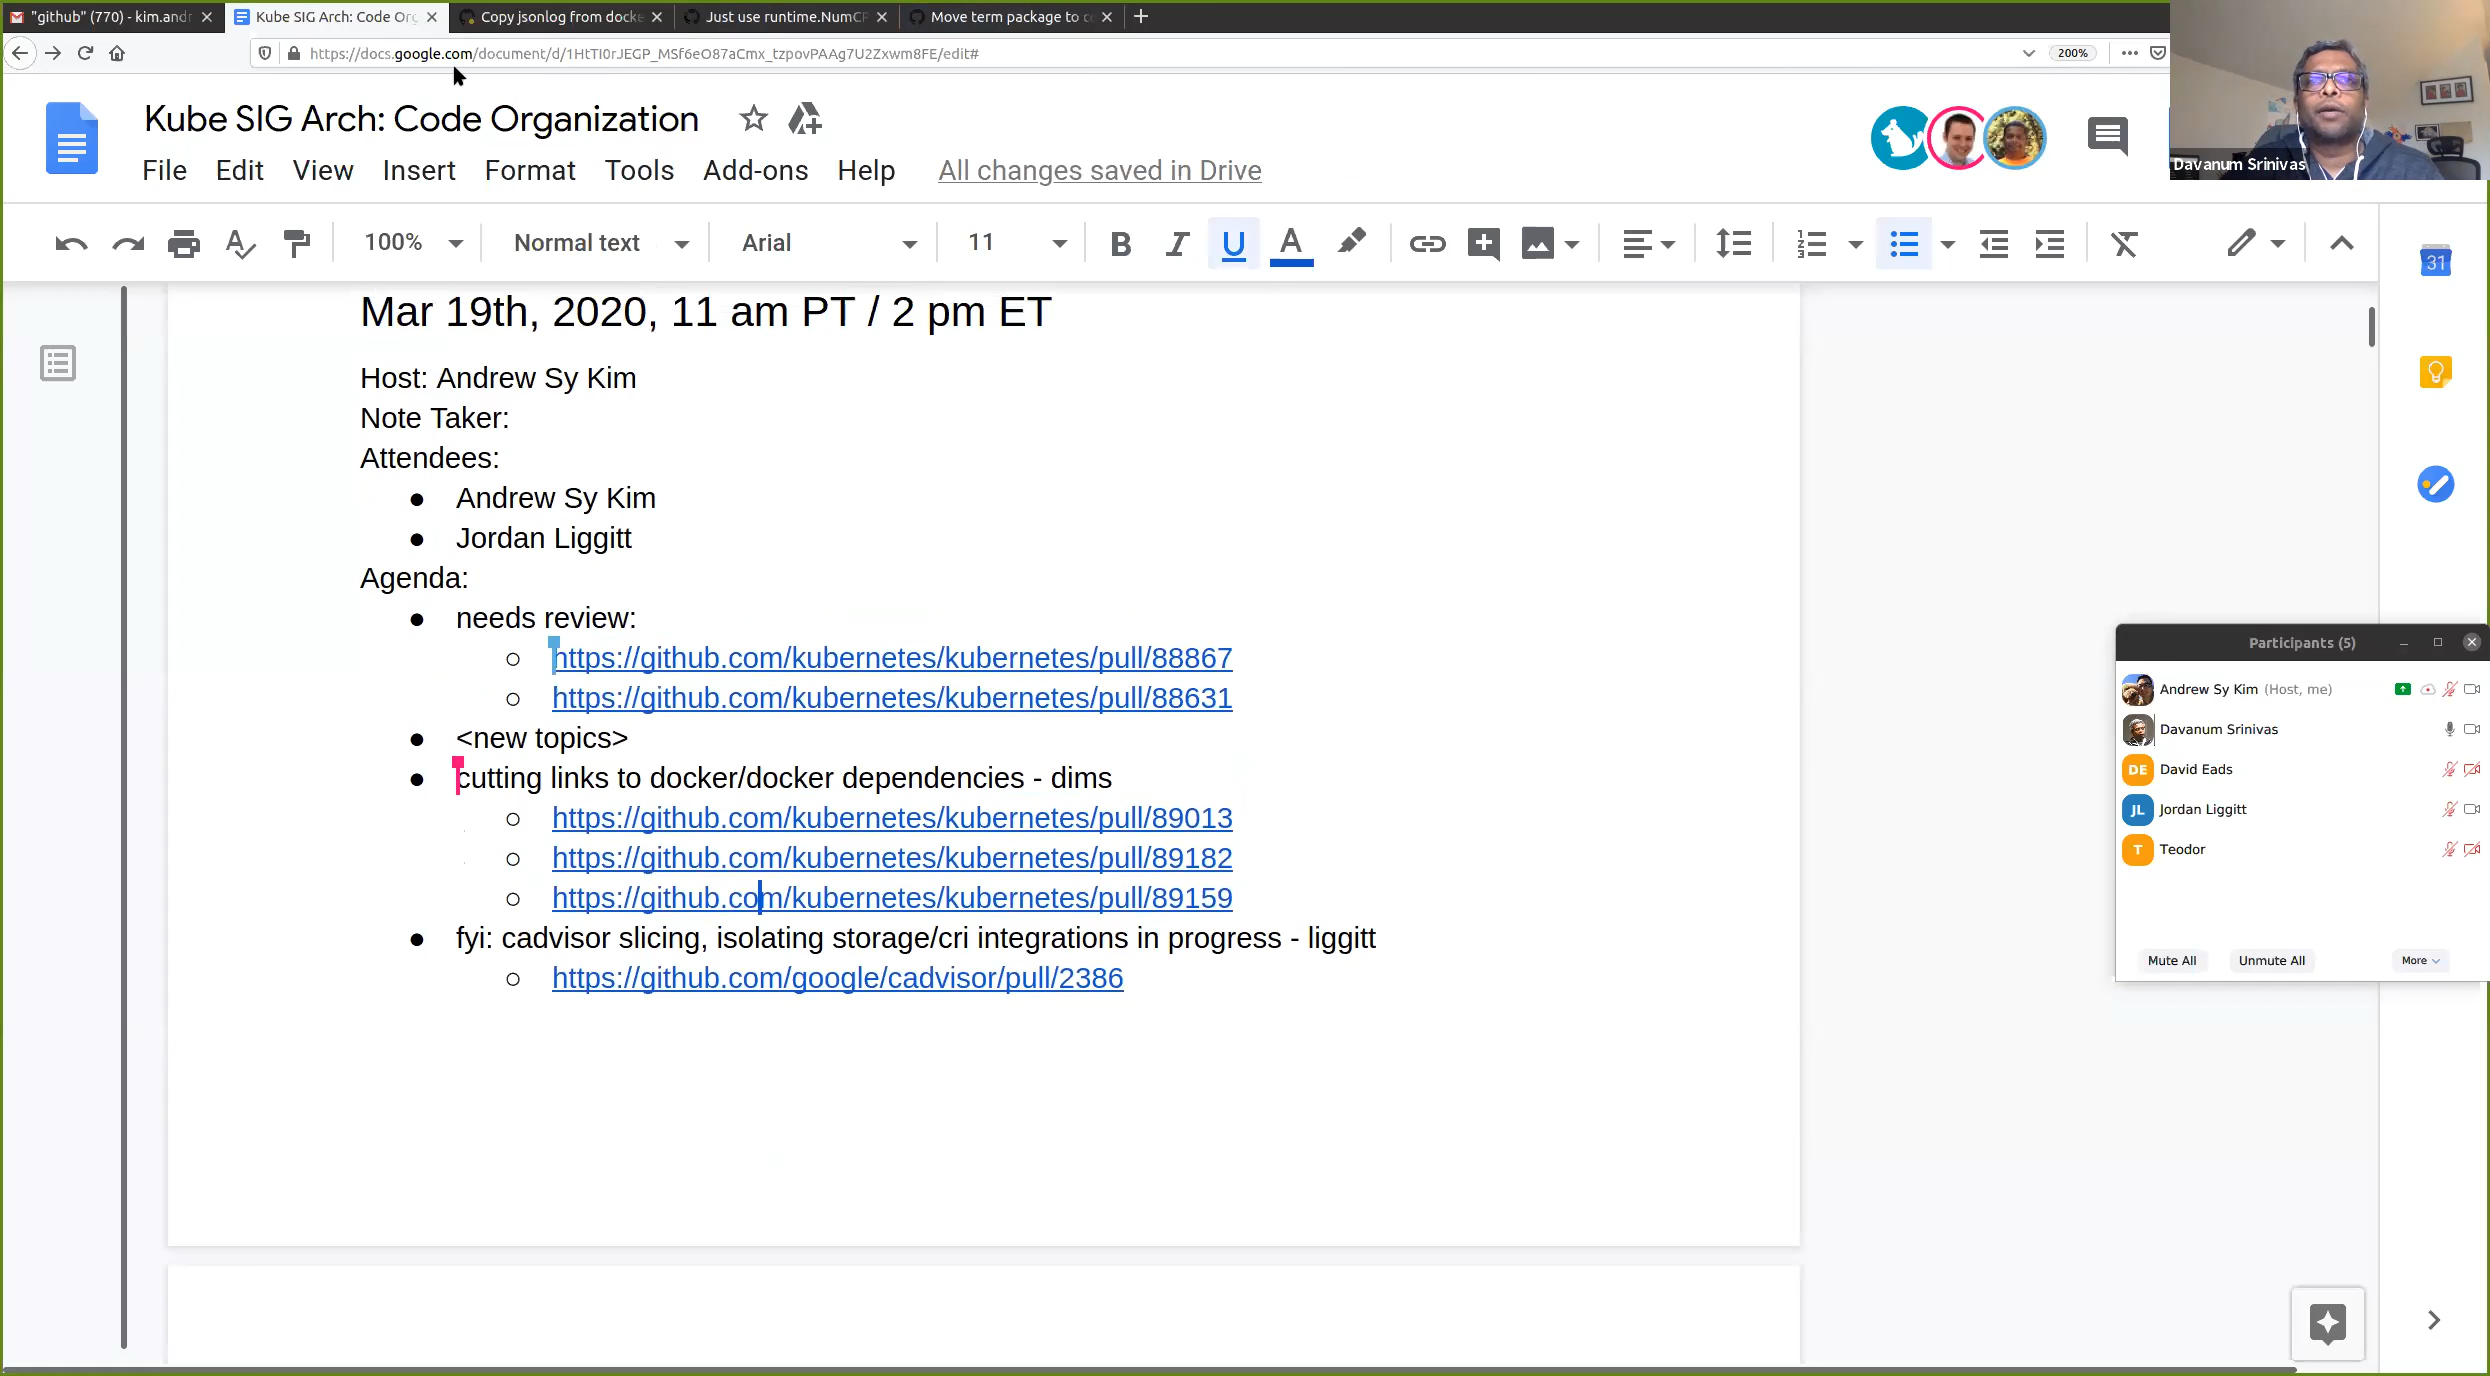 "github" (770) - kim.andr
Kube SIG Arch: Code Org
Copy jsonlog from docke
Just use runtime.NumCP
Move term package to c
https://docs.google.com/document/d/1HtTI0rJEGP_MSf6eO87aCmx_tzpovPAAg7U2Zxwm8FE/edit#
200%
Kube SIG Arch: Code Organization
File Edit View Insert Format Tools Add-ons Help All changes saved in Drive
Davanum Srinivas
100% Normal text Arial 11
31
Mar 19th, 2020, 11 am PT / 2 pm ET
Host: Andrew Sy Kim
Note Taker:
Attendees:
● Andrew Sy Kim
● Jordan Liggitt
Agenda:
● needs review:
○ https://github.com/kubernetes/kubernetes/pull/88867
○ https://github.com/kubernetes/kubernetes/pull/88631
● <new topics>
● cutting links to docker/docker dependencies - dims
○ https://github.com/kubernetes/kubernetes/pull/89013
○ https://github.com/kubernetes/kubernetes/pull/89182
○ https://github.com/kubernetes/kubernetes/pull/89159
● fyi: cadvisor slicing, isolating storage/cri integrations in progress - liggitt
○ https://github.com/google/cadvisor/pull/2386
Participants (5)
Andrew Sy Kim (Host, me)
Davanum Srinivas
DE David Eads
JL Jordan Liggitt
T Teodor
Mute All Unmute All More